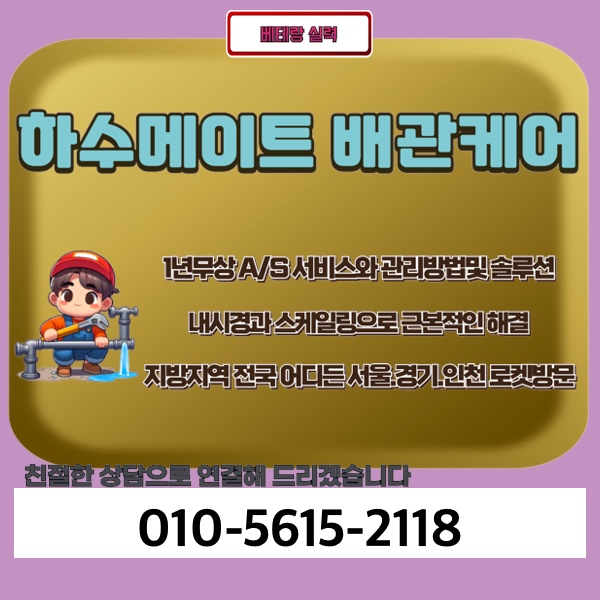 베테랑 실력
하수메이트 배관케어
1년무상 A/S 서비스와 관리방법및 솔루션
내시경과 스케일링으로 근본적인 해결
지방지역 전국 어디든 서울.경기.인천 로켓방문
친절한 상담으로 연결해 드리겠습니다
010-5615-2118